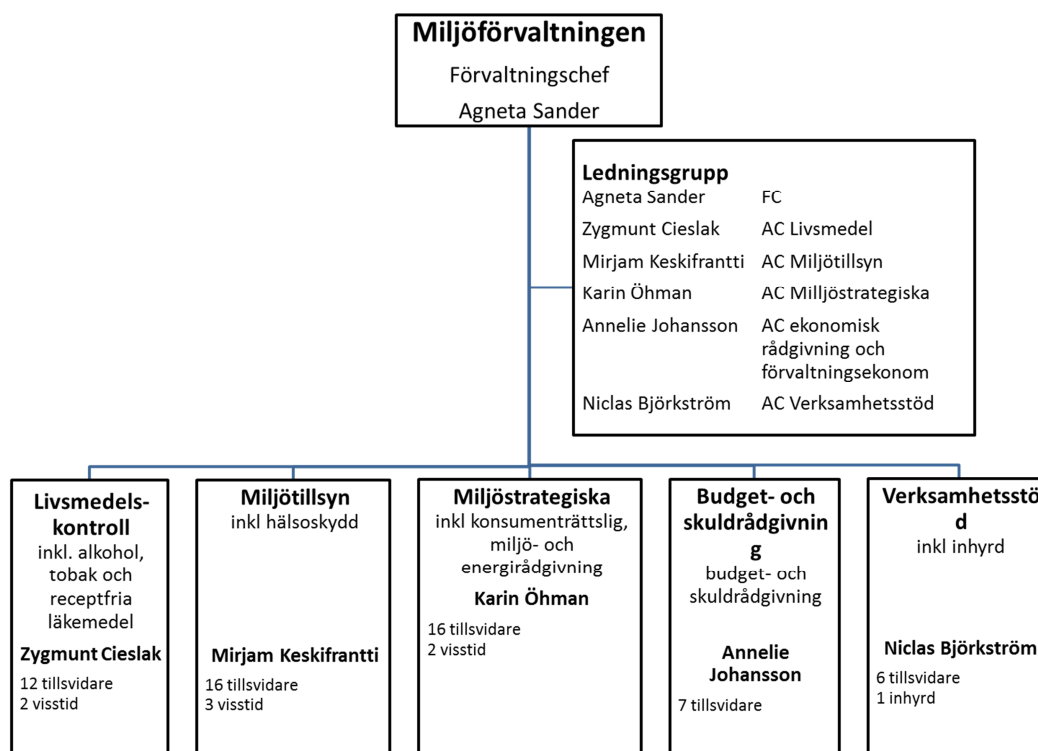 Miljöförvaltningen
Förvaltningschef
Agneta Sander
Ledningsgrupp
Agneta Sander FC
Zygmunt Cieslak AC Livsmedel
Mirjam Keskifrantti AC Miljötillsyn
Karin Öhman AC Milljöstrategiska
Annelie Johansson AC ekonomisk
rådgivning och
förvaltningsekonom
Niclas Björkström AC Verksamhetsstöd
Livsmedels-
kontroll
inkl. alkohol,
tobak och
receptfria
läkemedel
Zygmunt Cieslak
12 tillsvidare
2 visstid
Miljötillsyn
inkl hälsoskydd
Mirjam Keskifrantti
16 tillsvidare
3 visstid
Miljöstrategiska
inkl konsumenträttslig,
miljö- och
energirådgivning
Karin Öhman
16 tillsvidare
2 visstid
Budget- och
skuldrådgivnin
g
budget- och
skuldrådgivning
Annelie
Johansson
7 tillsvidare
Verksamhetsstö
d
inkl inhyrd
Niclas Björkström
6 tillsvidare
1 inhyrd